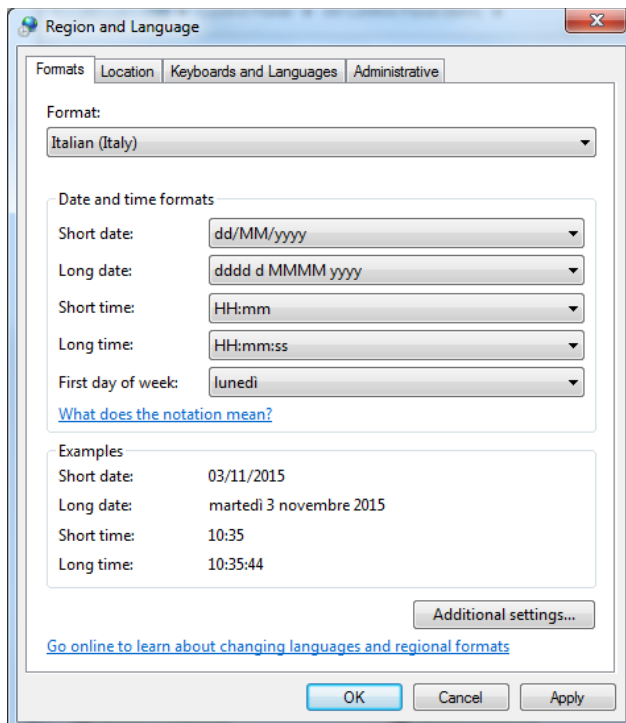 Region and Language
Formats Location Keyboards and Languages Administrative
Format:
Italian (Italy)
Date and time formats
Short date: dd/MM/yyyy
Long date: dddd d MMMM yyyy
Short time: HH:mm
Long time: HH:mm:ss
First day of week: lunedì
What does the notation mean?
Examples
Short date: 03/11/2015
Long date: martedì 3 novembre 2015
Short time: 10:35
Long time: 10:35:44
Additional settings...
Go online to learn about changing languages and regional formats
OK Cancel Apply